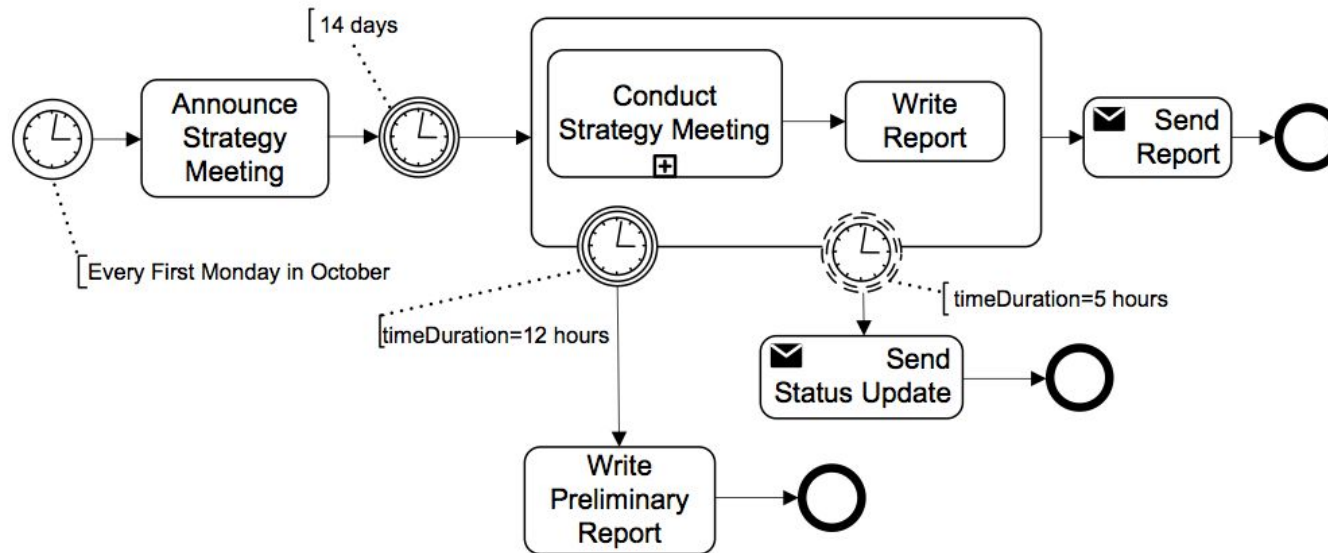 14 days
Announce
Strategy
Meeting
Conduct
Strategy Meeting
Write
Report
Send
Report
Every First Monday in October
timeDuration=12 hours
timeDuration=5 hours
Send
Status Update
Write
Preliminary
Report